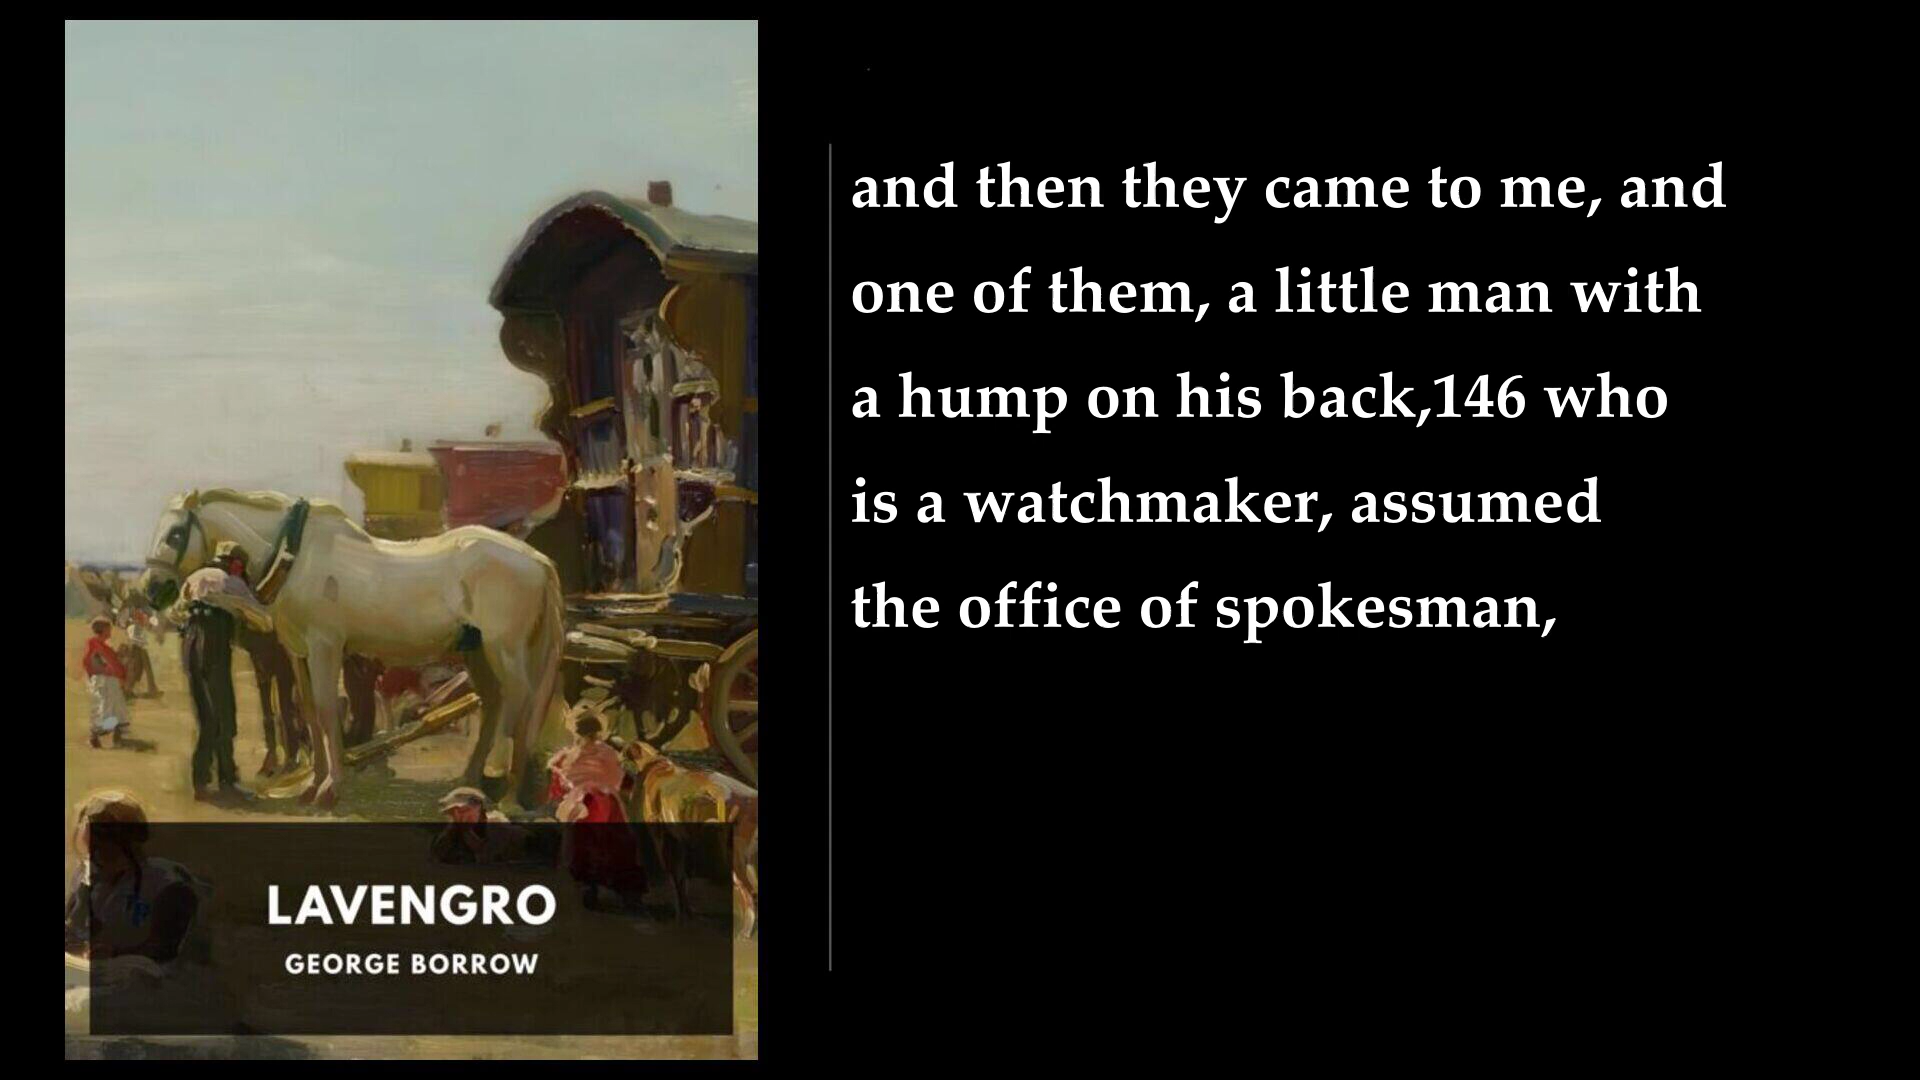 LAVENGRO
GEORGE BORROW
and then they came to me, and
one of them, a little man with
a hump on his back,146 who
is a watchmaker, assumed
the office of spokesman,